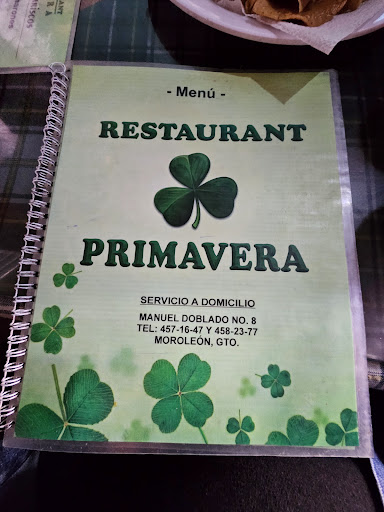 - Menú -
RESTAURANT
PRIMAVERA
SERVICIO A DOMICILIO
MANUEL DOBLADO NO. 8
TEL: 457-16-47 Y 458-23-77
MOROLEÓN, GTO.